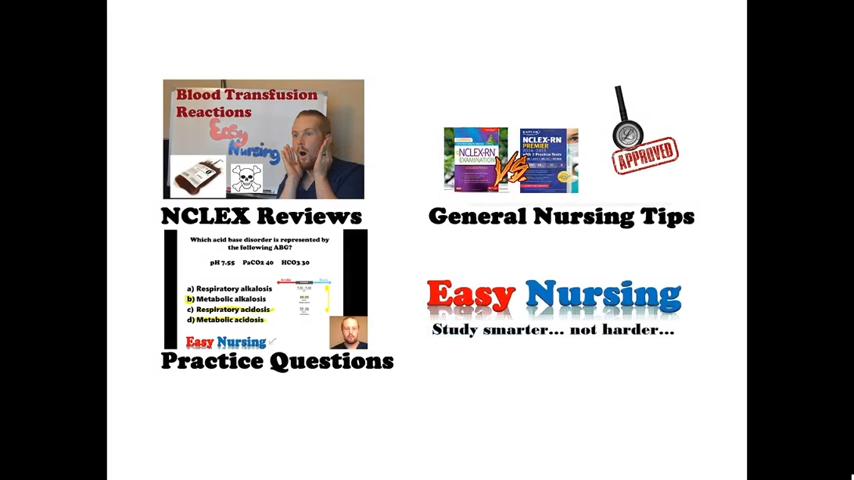 Blood Transfusion
Reactions
Easy
Nursing
NCLEX Reviews
NCLEX-RN
EXAMINATION
VS.
KAPLAN
NCLEX-RN
PREMIER
APPROVED
General Nursing Tips
Which acid base disorder is represented by
the following ABG?
pH 7.55 PaCO2 40 HCO3 30
a) Respiratory alkalosis
b) Metabolic alkalosis
c) Respiratory acidosis
d) Metabolic acidosis
Easy Nursing
Practice Questions
Easy Nursing
Study smarter... not harder...